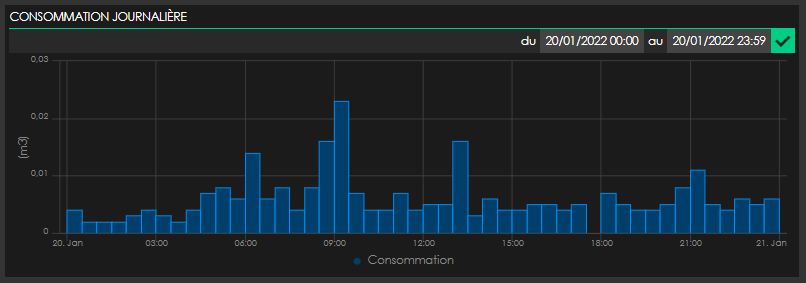 CONSOMMATION JOURNALIÈRE
du 20/01/2022 00:00 au 20/01/2022 23:59
0,03
0,02
(m3)
0,01
0
20. Jan 03:00 06:00 09:00 12:00 15:00 18:00 21:00 21. Jan
Consommation